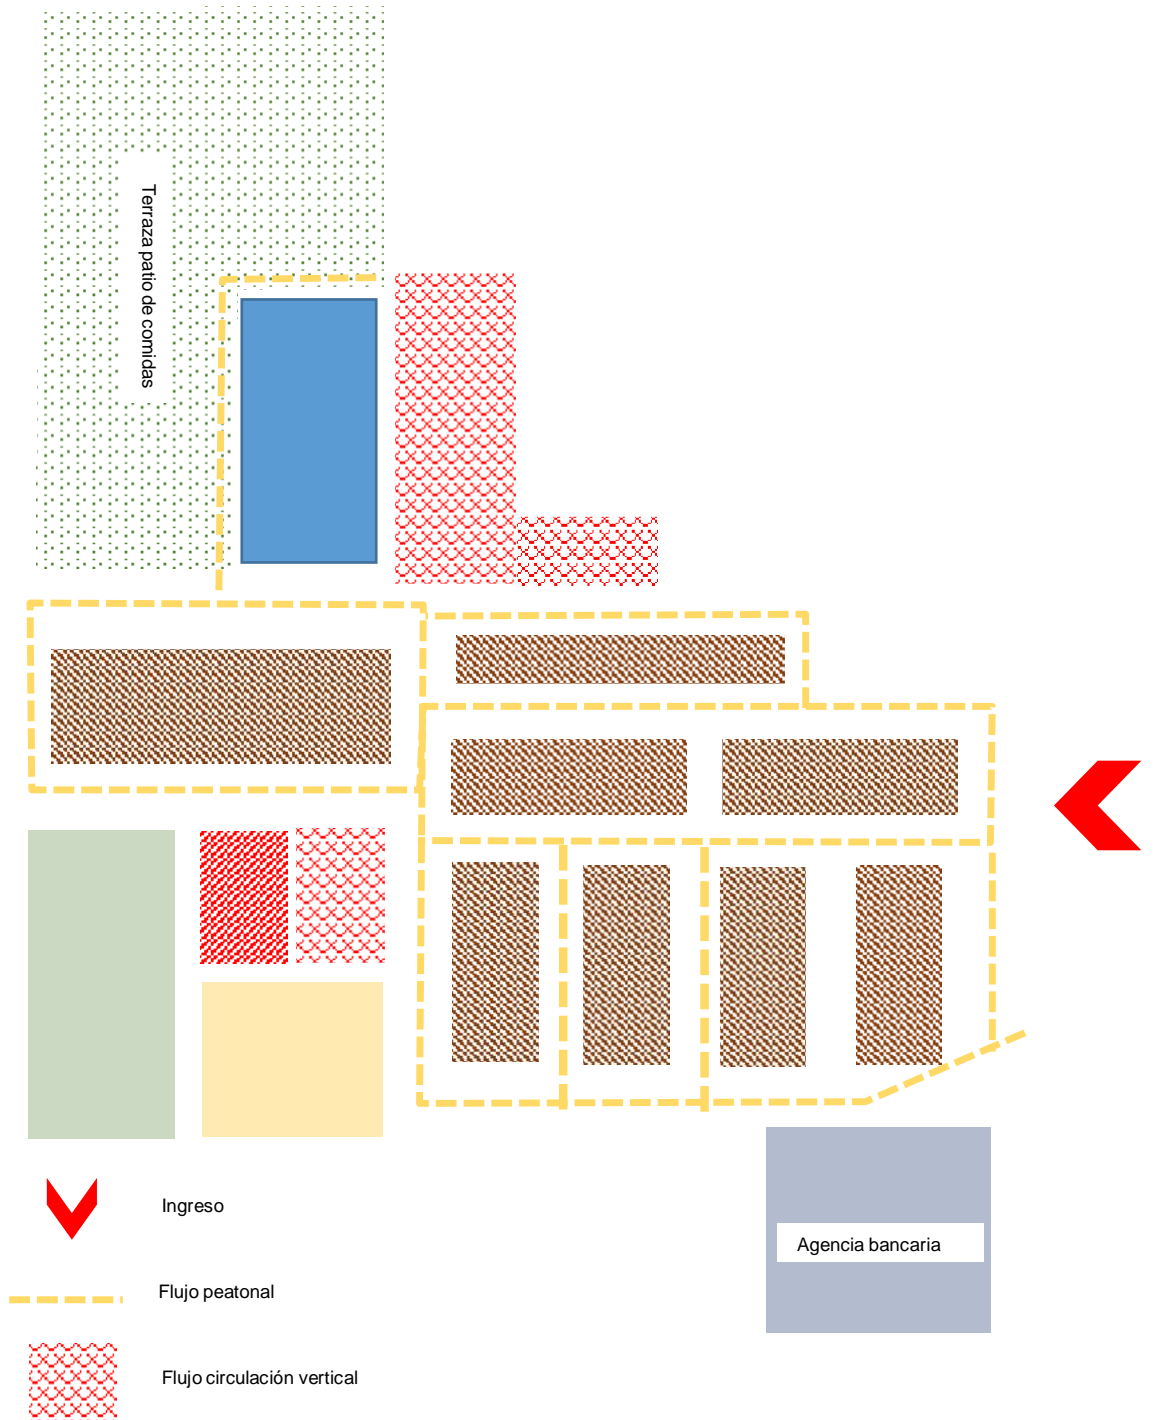 Terraza patio de comidas
Ingreso
Agencia bancaria
Flujo peatonal
Flujo circulación vertical